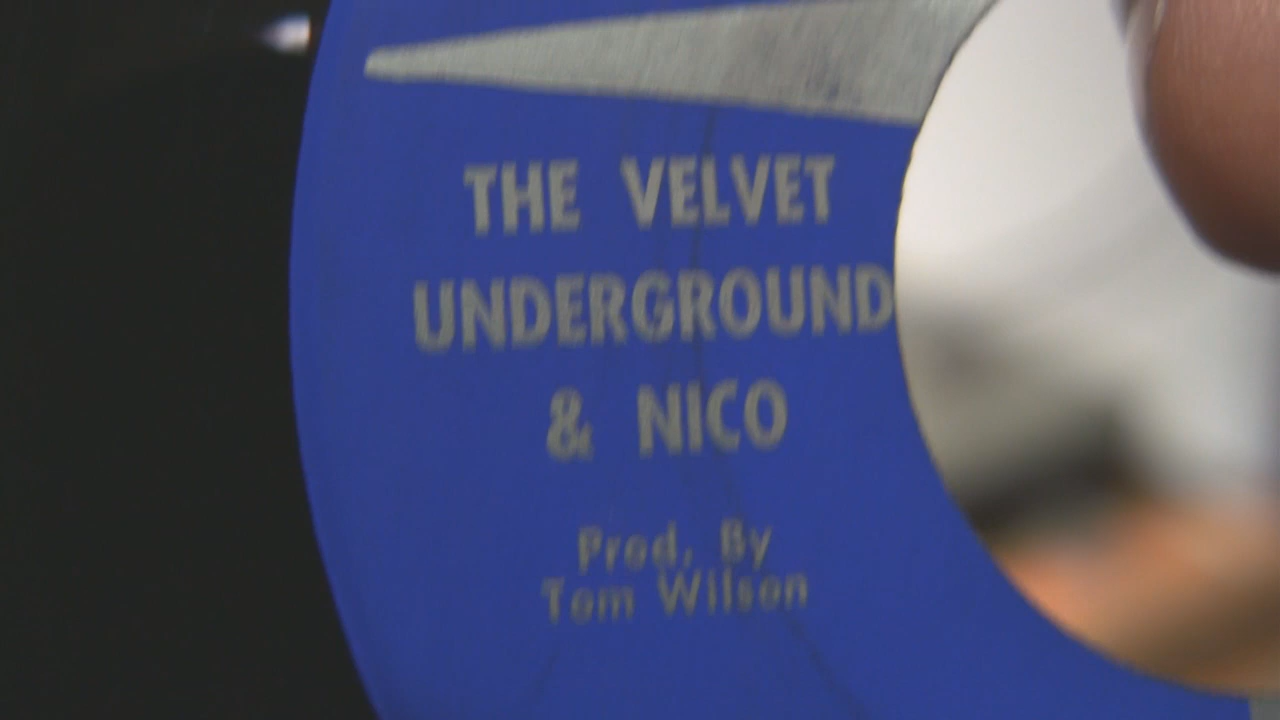 THE VELVET
UNDERGROUND
& NICO
Prod. By
Tom Wilson